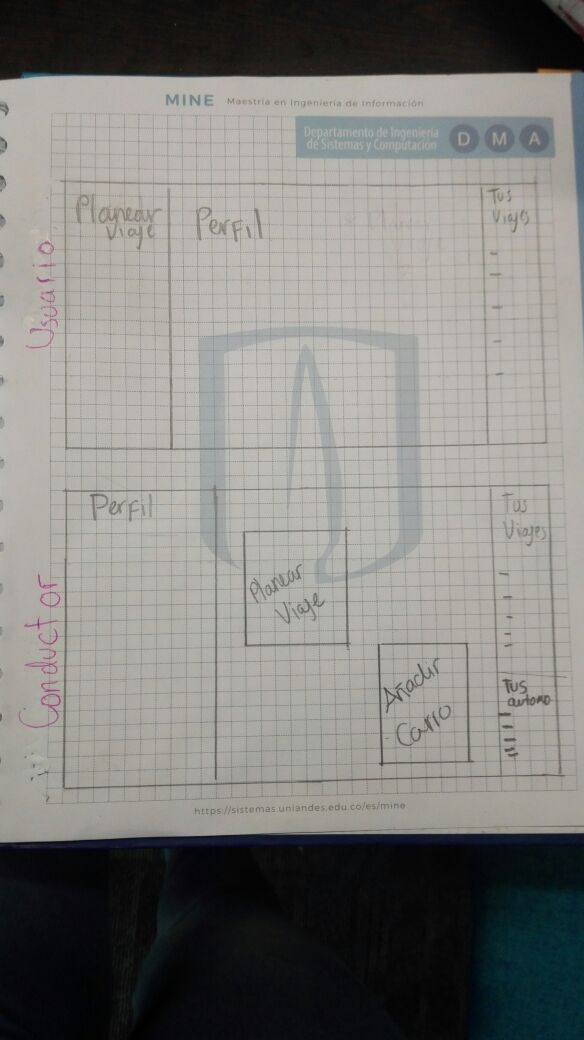 MINE Maestría en Ingeniería de Información
Departamento de Ingeniería
de Sistemas y Computación
D M A
Usuario
Planear
Viaje
Perfil
Tus
Viajes
Conductor
Perfil
Planear
Viaje
Añadir
Carro
Tus
Viajes
Tus
automo
https://sistemas.uniandes.edu.co/es/mine